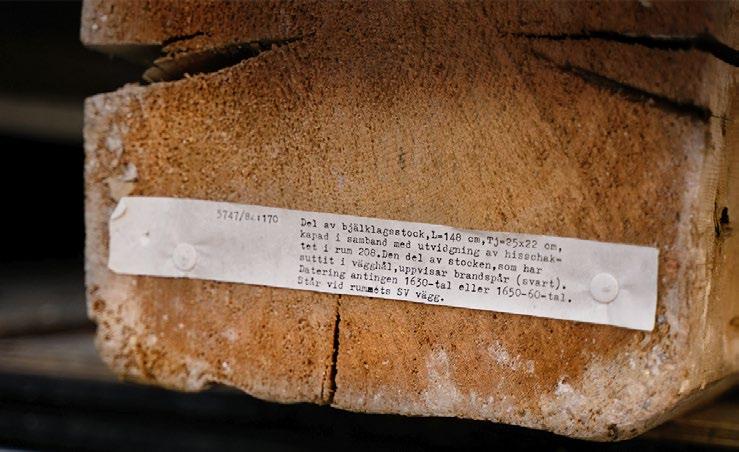 5747/84:170
Del av bjälklagsstock,L=148 cm,Tj=25x22 cm,
kapad i samband med utvidgning av hisschak-
tet i rum 208.Den del av stocken,som har
suttit i vägghål,uppvisar brandspår (svart).
Datering antingen 1630-tal eller 1650-60-tal.
Står vid rummets SV vägg.